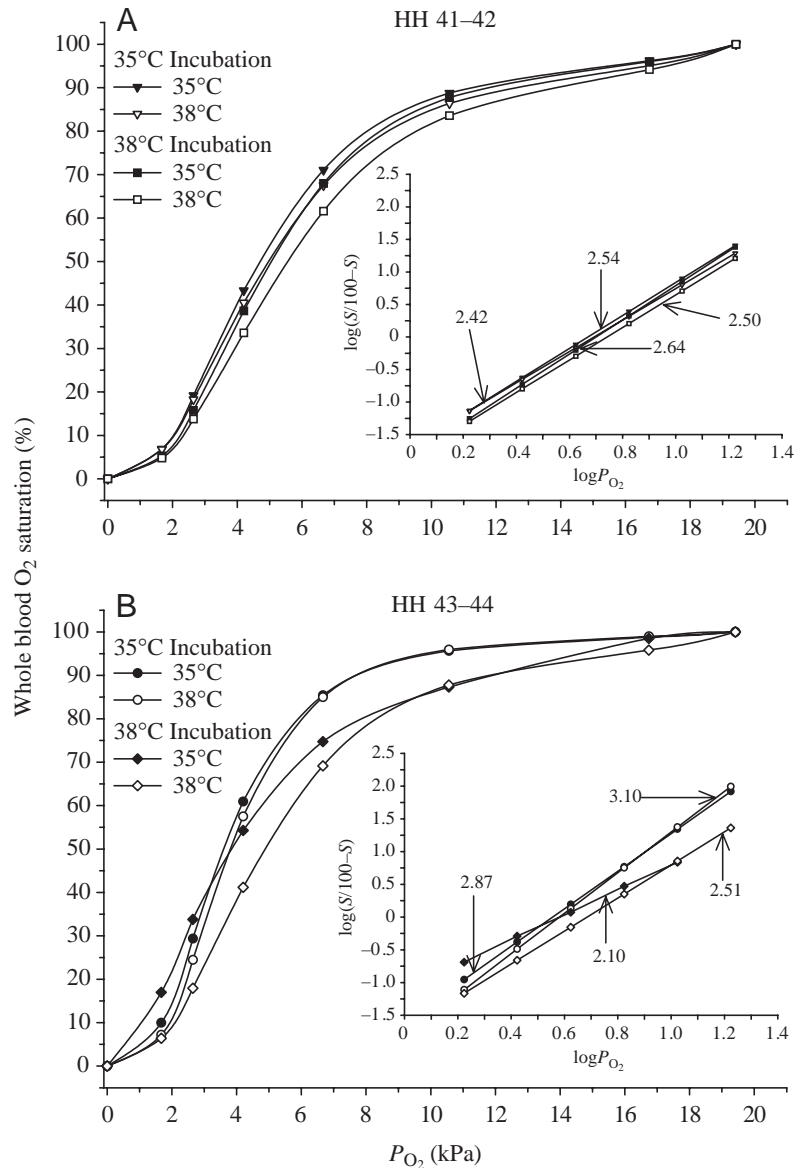 A
HH 41–42
35°C Incubation
35°C
38°C
38°C Incubation
35°C
38°C
100
90
80
70
60
50
40
30
20
10
0
0 2 4 6 8 10 12 14 16 18 20
log(S/100–S)
2.5
2.0
1.5
1.0
0.5
0
–0.5
–1.0
–1.5
2.54
2.42
2.50
2.64
0 0.2 0.4 0.6 0.8 1.0 1.2 1.4
logP_O₂
Whole blood O₂ saturation (%)
B
HH 43–44
35°C Incubation
35°C
38°C
38°C Incubation
35°C
38°C
100
90
80
70
60
50
40
30
20
10
0
log(S/100–S)
2.5
2.0
1.5
1.0
0.5
0
–0.5
–1.0
–1.5
3.10
2.87
2.51
2.10
0 0.2 0.4 0.6 0.8 1.0 1.2 1.4
logP_O₂
0 2 4 6 8 10 12 14 16 18 20
P_O₂ (kPa)